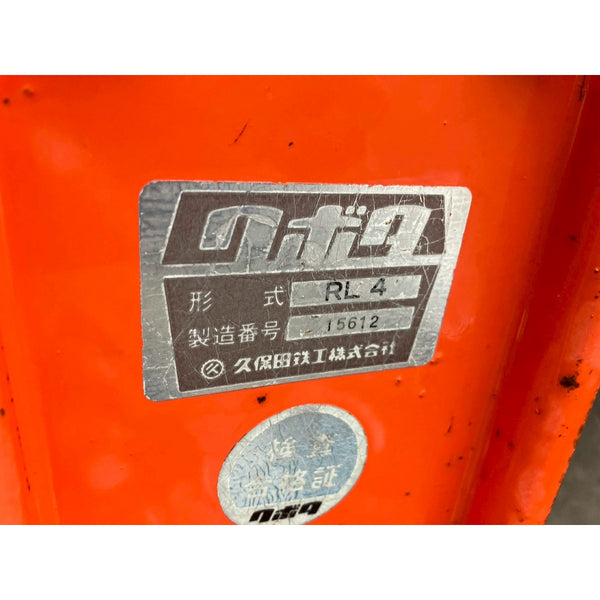 クボタ
形式 RL 4
製造番号 15612
久 久保田鉄工株式会社
検査
合格証
クボタ